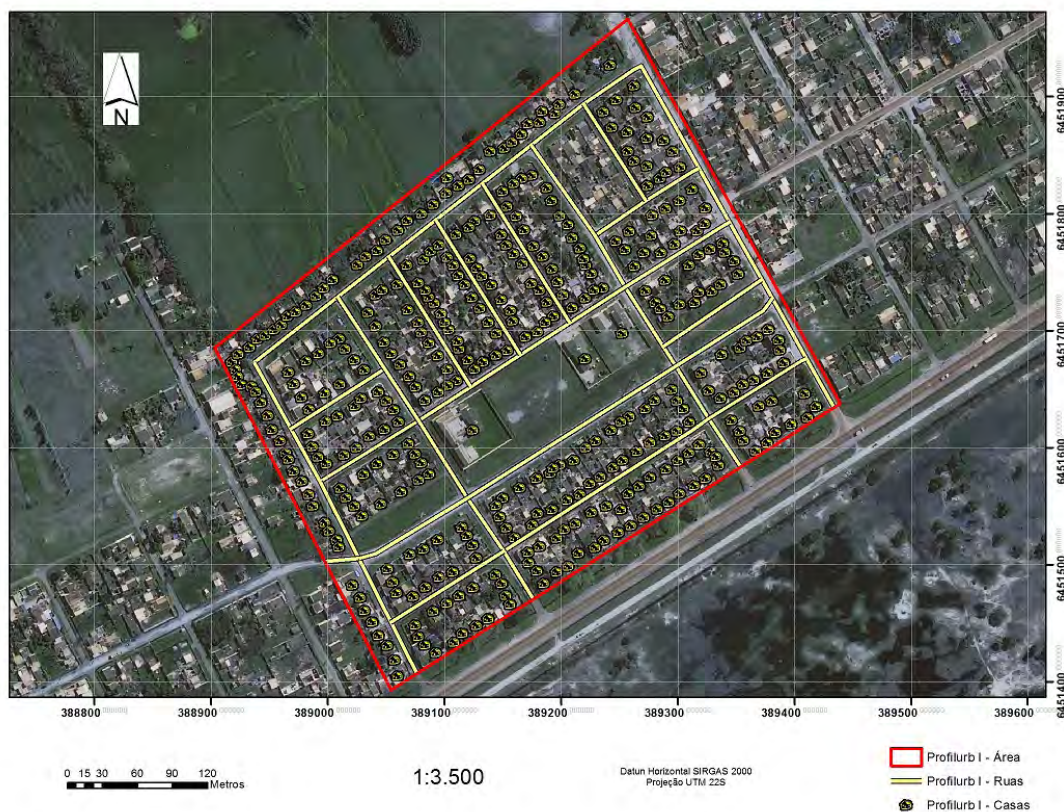 N
6451900
6451800
6451700
6451600
6451500
6451400
388800
388900
389000
389100
389200
389300
389400
389500
389600
0 15 30 60 90 120
Metros
1:3.500
Datun Horizontal SIRGAS 2000
Projeção UTM 22S
Profilurb I - Área
Profilurb I - Ruas
Profilurb I - Casas